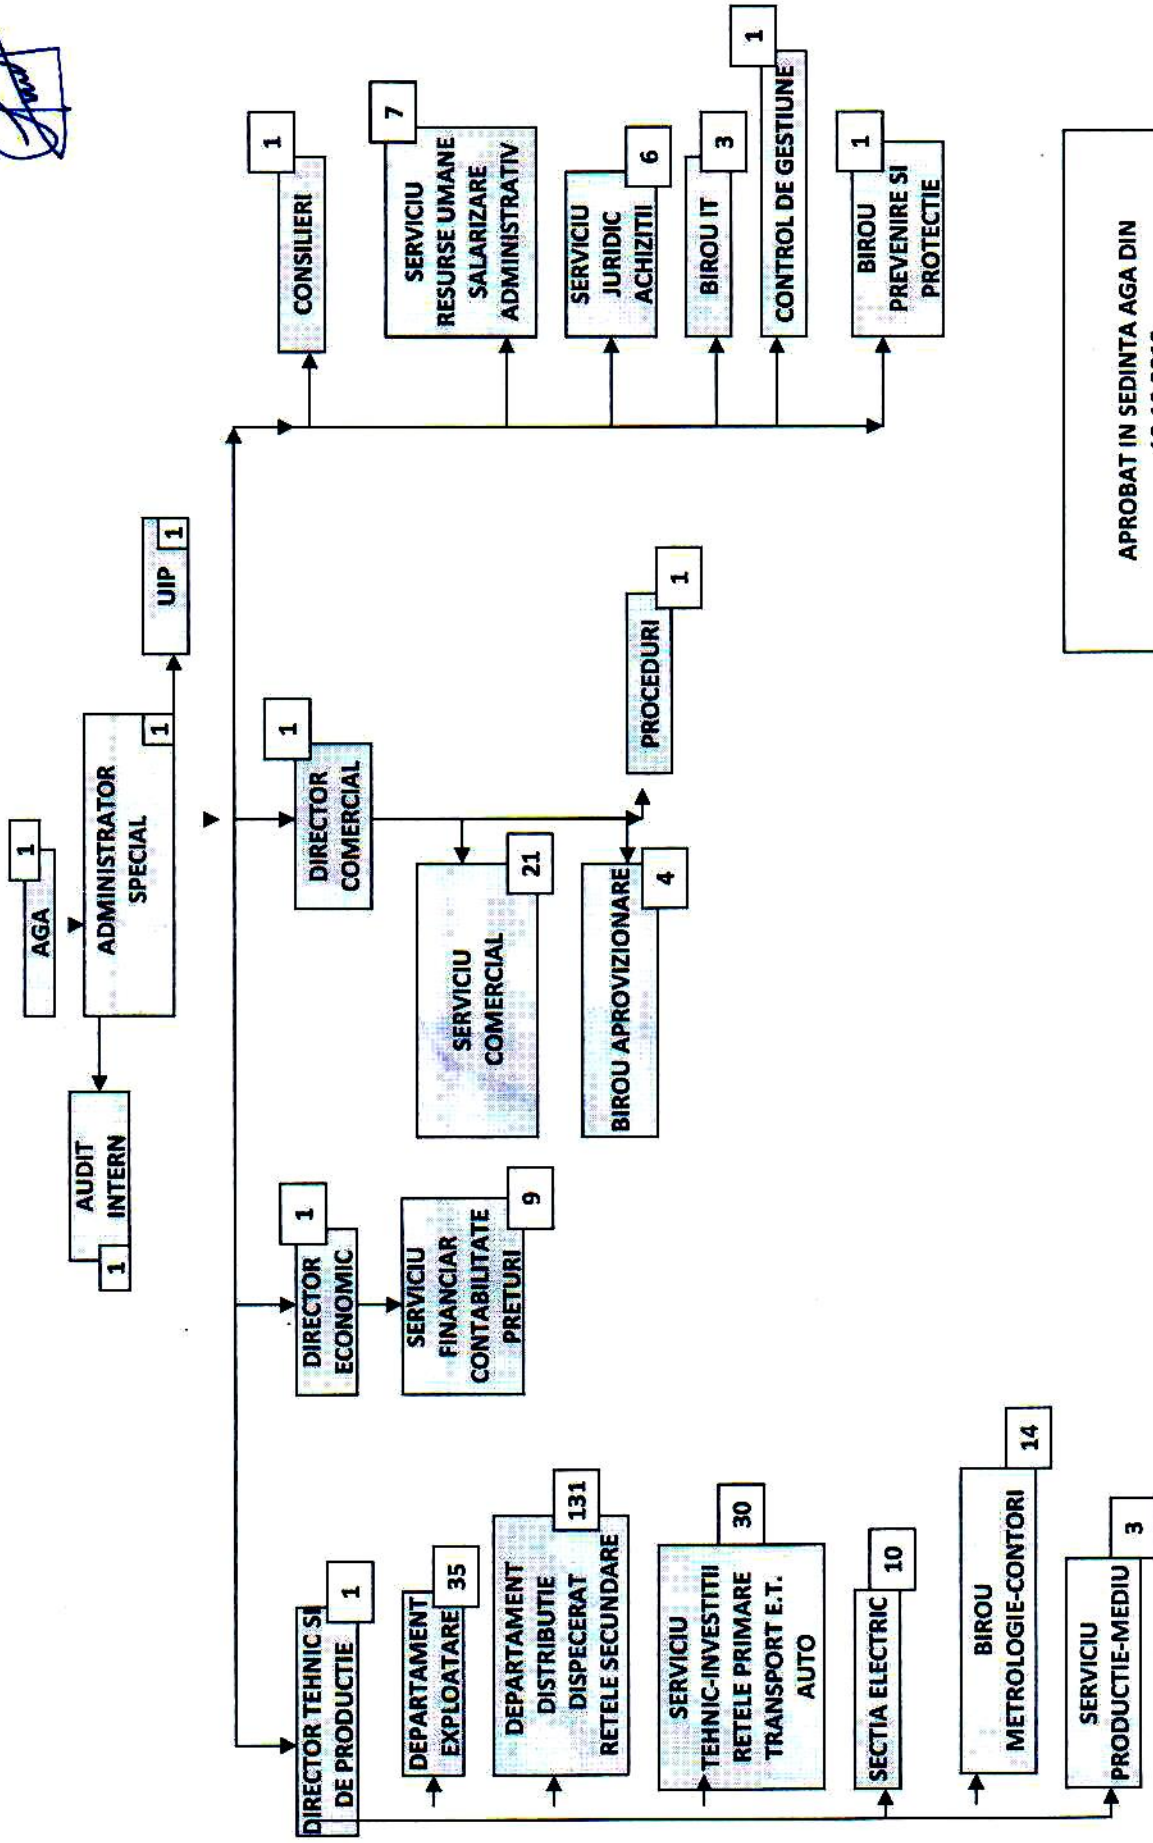 AGA
1
ADMINISTRATOR
SPECIAL
1
AUDIT
INTERN
1
UIP
1
DIRECTOR TEHNIC SI
DE PRODUCTIE
1
DEPARTAMENT
EXPLOATARE
35
DEPARTAMENT
DISTRIBUTIE
DISPECERAT
RETELE SECUNDARE
131
SERVICIU
TEHNIC-INVESTITII
RETELE PRIMARE
TRANSPORT E.T.
AUTO
30
SECTIA ELECTRIC
10
BIROU
METROLOGIE-CONTORI
14
SERVICIU
PRODUCTIE-MEDIU
3
DIRECTOR
ECONOMIC
1
SERVICIU
FINANCIAR
CONTABILITATE
PRETURI
9
DIRECTOR
COMERCIAL
1
SERVICIU
COMERCIAL
21
BIROU APROVIZIONARE
4
PROCEDURI
1
CONSILIERI
1
SERVICIU
RESURSE UMANE
SALARIZARE
ADMINISTRATIV
7
SERVICIU
JURIDIC
ACHIZITII
6
BIROU IT
3
CONTROL DE GESTIUNE
1
BIROU
PREVENIRE SI
PROTECTIE
1
APROBAT IN SEDINTA AGA DIN